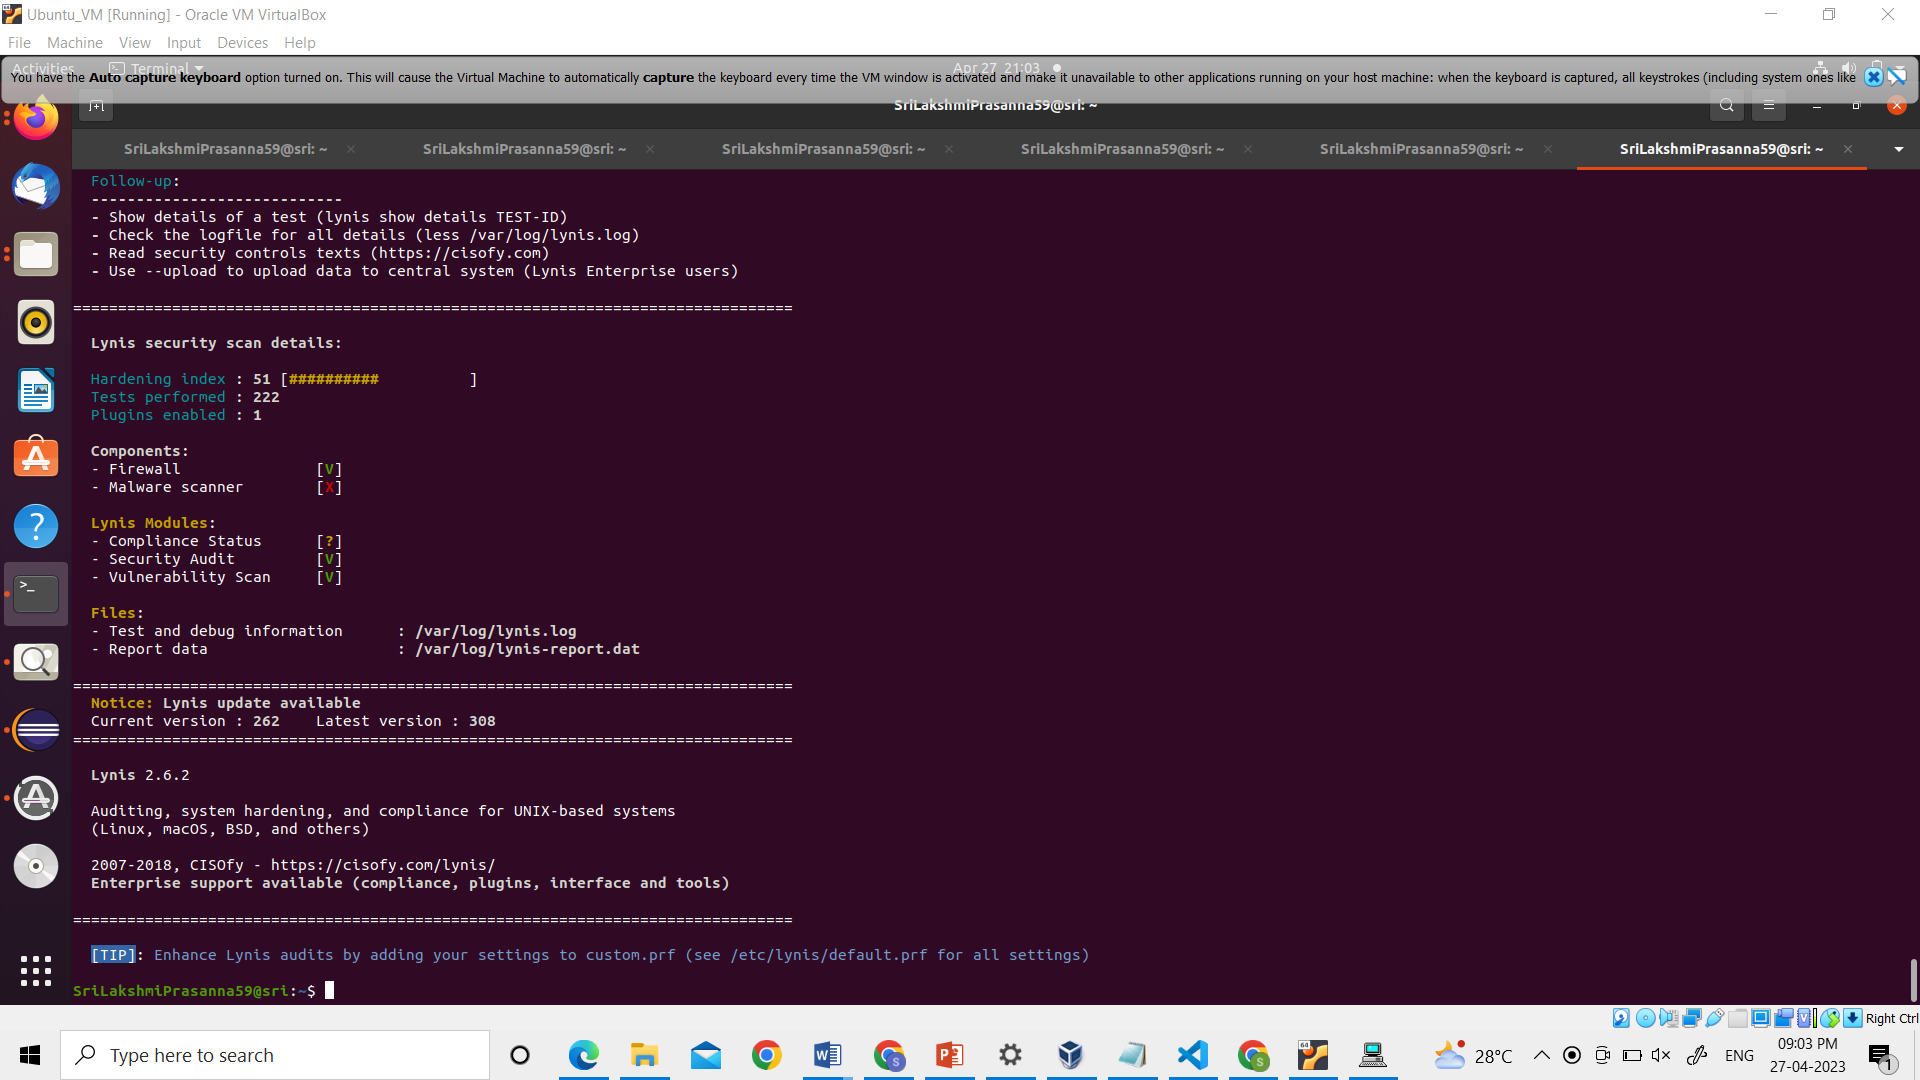 Ubuntu_VM [Running] - Oracle VM VirtualBox
File Machine View Input Devices Help
Activities Terminal Apr 27 21:03
You have the Auto capture keyboard option turned on. This will cause the Virtual Machine to automatically capture the keyboard every time the VM window is activated and make it unavailable to other applications running on your host machine: when the keyboard is captured, all keystrokes (including system ones like
SriLakshmiPrasanna59@sri: ~
SriLakshmiPrasanna59@sri: ~ SriLakshmiPrasanna59@sri: ~ SriLakshmiPrasanna59@sri: ~ SriLakshmiPrasanna59@sri: ~ SriLakshmiPrasanna59@sri: ~ SriLakshmiPrasanna59@sri: ~
Follow-up:
----------------------------
- Show details of a test (lynis show details TEST-ID)
- Check the logfile for all details (less /var/log/lynis.log)
- Read security controls texts (https://cisofy.com)
- Use --upload to upload data to central system (Lynis Enterprise users)
================================================================================
Lynis security scan details:
Hardening index : 51 [##########          ]
Tests performed : 222
Plugins enabled : 1
Components:
- Firewall [V]
- Malware scanner [X]
Lynis Modules:
- Compliance Status [?]
- Security Audit [V]
- Vulnerability Scan [V]
Files:
- Test and debug information : /var/log/lynis.log
- Report data : /var/log/lynis-report.dat
================================================================================
Notice: Lynis update available
Current version : 262 Latest version : 308
================================================================================
Lynis 2.6.2
Auditing, system hardening, and compliance for UNIX-based systems
(Linux, macOS, BSD, and others)
2007-2018, CISOfy - https://cisofy.com/lynis/
Enterprise support available (compliance, plugins, interface and tools)
================================================================================
[TIP]: Enhance Lynis audits by adding your settings to custom.prf (see /etc/lynis/default.prf for all settings)
SriLakshmiPrasanna59@sri:~$
Right Ctrl
Type here to search
28°C
ENG
09:03 PM
27-04-2023
1